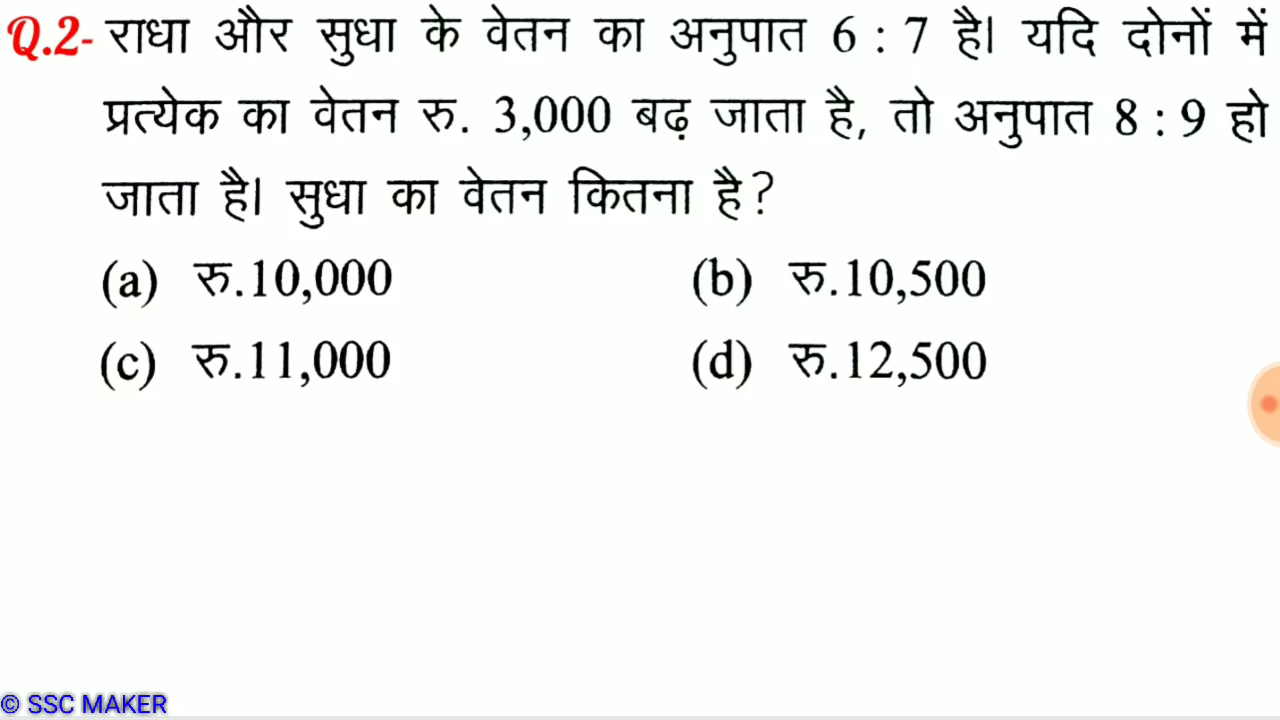 Q.2- राधा और सुधा के वेतन का अनुपात 6 : 7 है। यदि दोनों में
प्रत्येक का वेतन रु. 3,000 बढ़ जाता है, तो अनुपात 8 : 9 हो
जाता है। सुधा का वेतन कितना है?
(a) रु.10,000 (b) रु.10,500
(c) रु.11,000 (d) रु.12,500
© SSC MAKER